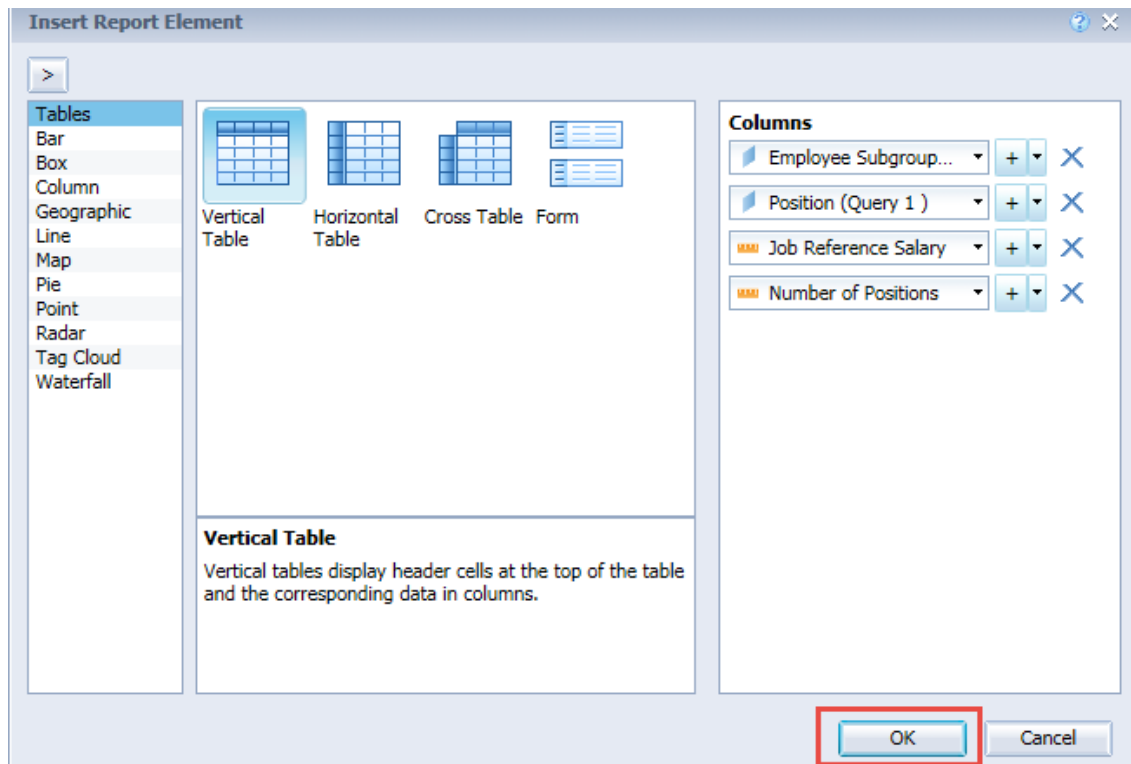 Insert Report Element
>
Tables
Bar
Box
Column
Geographic
Line
Map
Pie
Point
Radar
Tag Cloud
Waterfall
Vertical Table
Horizontal Table
Cross Table
Form
Vertical Table
Vertical tables display header cells at the top of the table
and the corresponding data in columns.
Columns
Employee Subgroup...
+
Position (Query 1 )
+
Job Reference Salary
+
Number of Positions
+
OK
Cancel